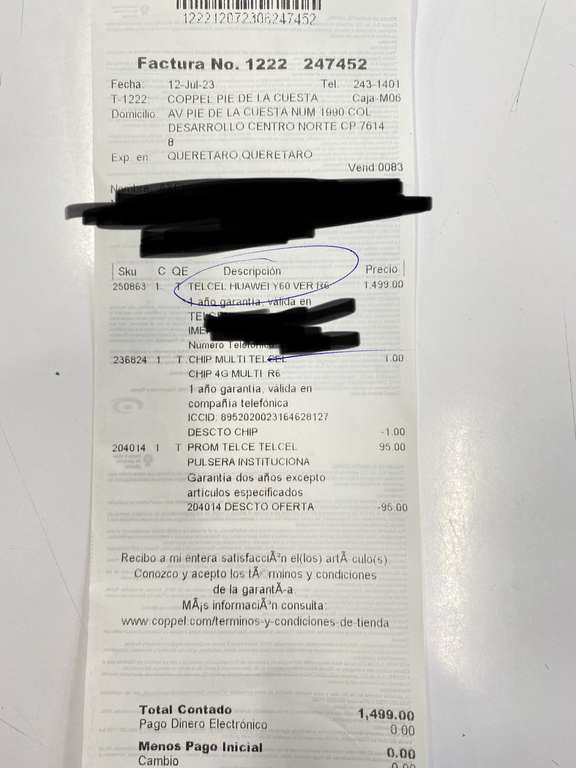 122212072306247452
Factura No. 1222 247452
Fecha: 12-Jul-23 Tel. 243-1401
T-1222: COPPEL PIE DE LA CUESTA Caja-M06
Domicilio: AV PIE DE LA CUESTA NUM 1990 COL
DESARROLLO CENTRO NORTE CP 7614
8
Exp. en: QUERETARO QUERETARO
Vend:0083
Sku C QE Descripción Precio
250863 1 T TELCEL HUAWEI Y60 VER R6 1,499.00
1 año garantia, válida en
Numero
236824 1 T CHIP MULTI TELCEL 1.00
CHIP 4G MULTI R6
1 año garantia, válida en
compañía telefónica
ICCID: 8952020023164628127
DESCTO CHIP -1.00
204014 1 T PROM TELCE TELCEL 95.00
PULSERA INSTITUCIONA
Garantía dos años excepto
articulos especificados
204014 DESCTO OFERTA -95.00
Recibo a mi entera satisfacciÃ³n el(los) artÃ­culo(s)
Conozco y acepto los tÃ©rminos y condiciones
de la garantÃ­a.
MÃ¡s informaciÃ³n consulta:
www.coppel.com/terminos-y-condiciones-de-tienda
Total Contado 1,499.00
Pago Dinero Electrónico 0.00
Menos Pago Inicial 0.00
Cambio 0.00